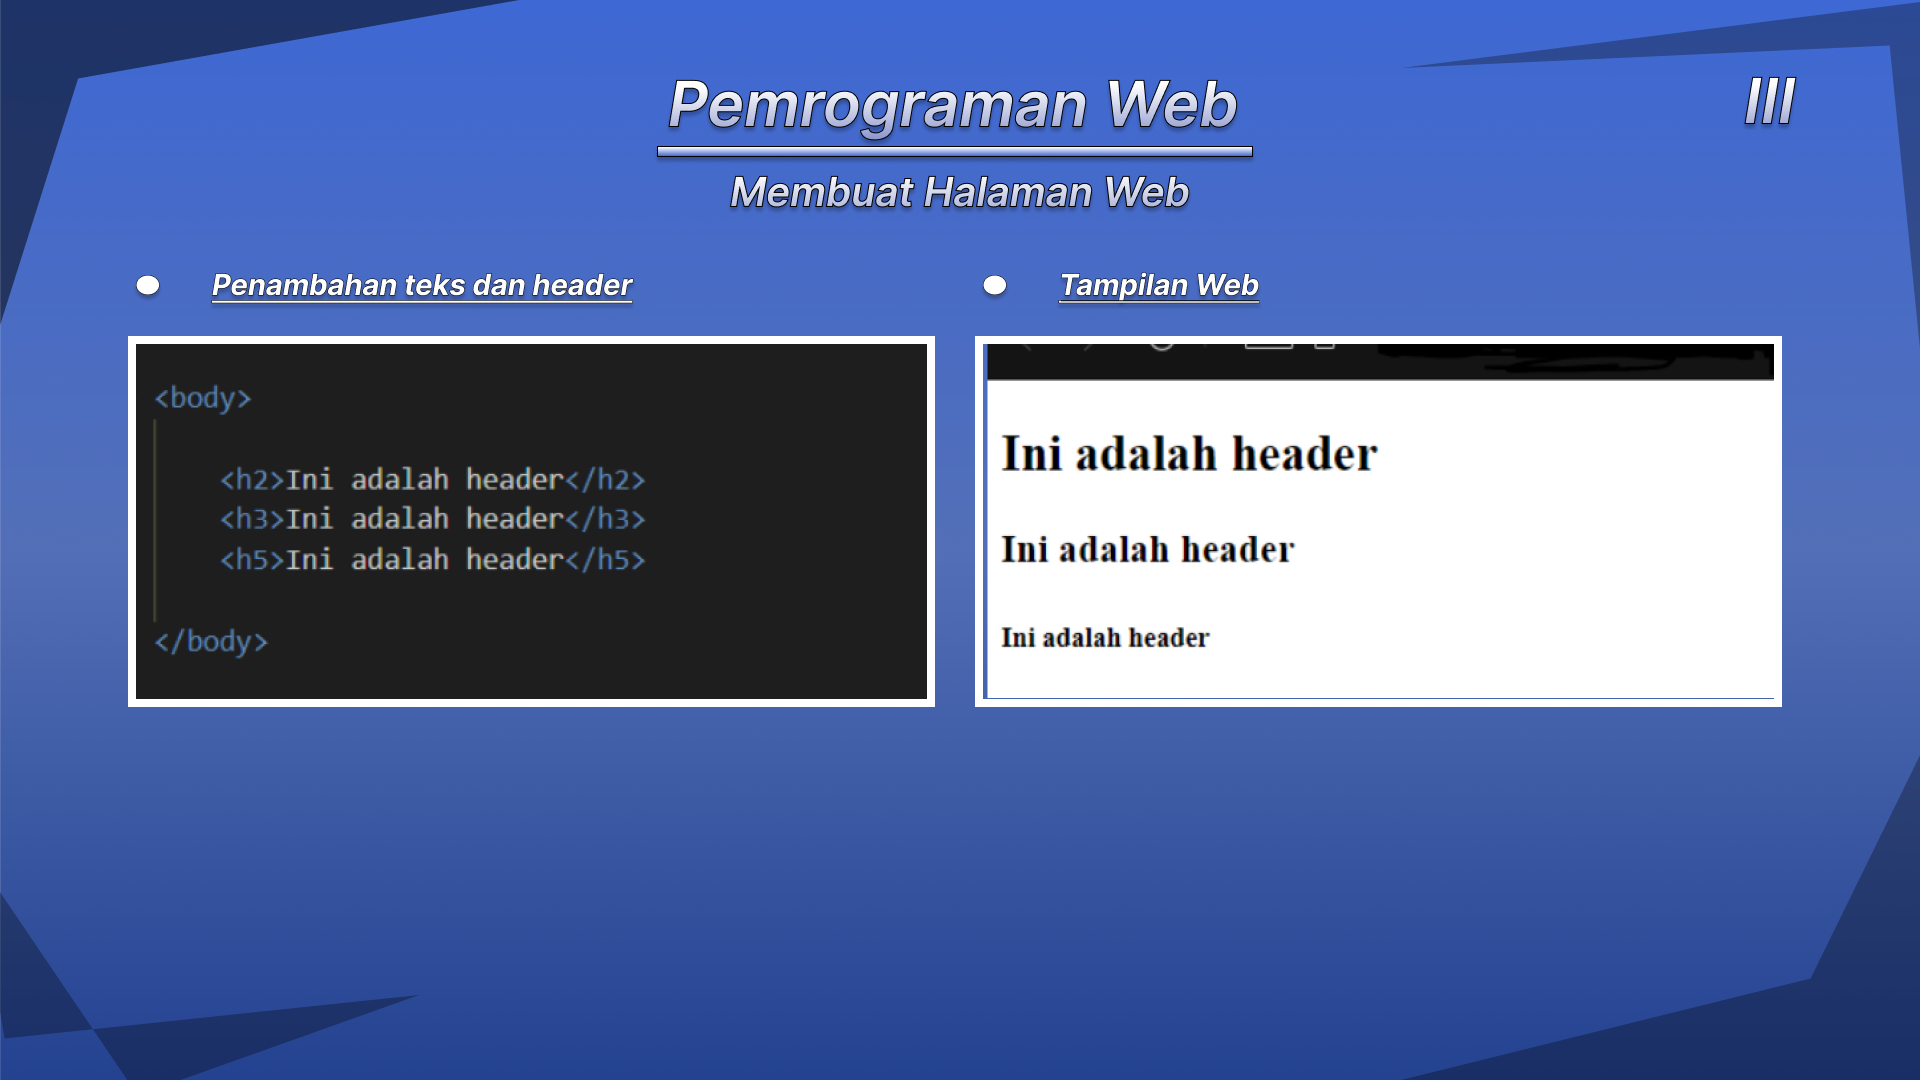 Pemrograman Web
III
Membuat Halaman Web
Penambahan teks dan header
<body>
<h2>Ini adalah header</h2>
<h3>Ini adalah header</h3>
<h5>Ini adalah header</h5>
</body>
Tampilan Web
Ini adalah header
Ini adalah header
Ini adalah header